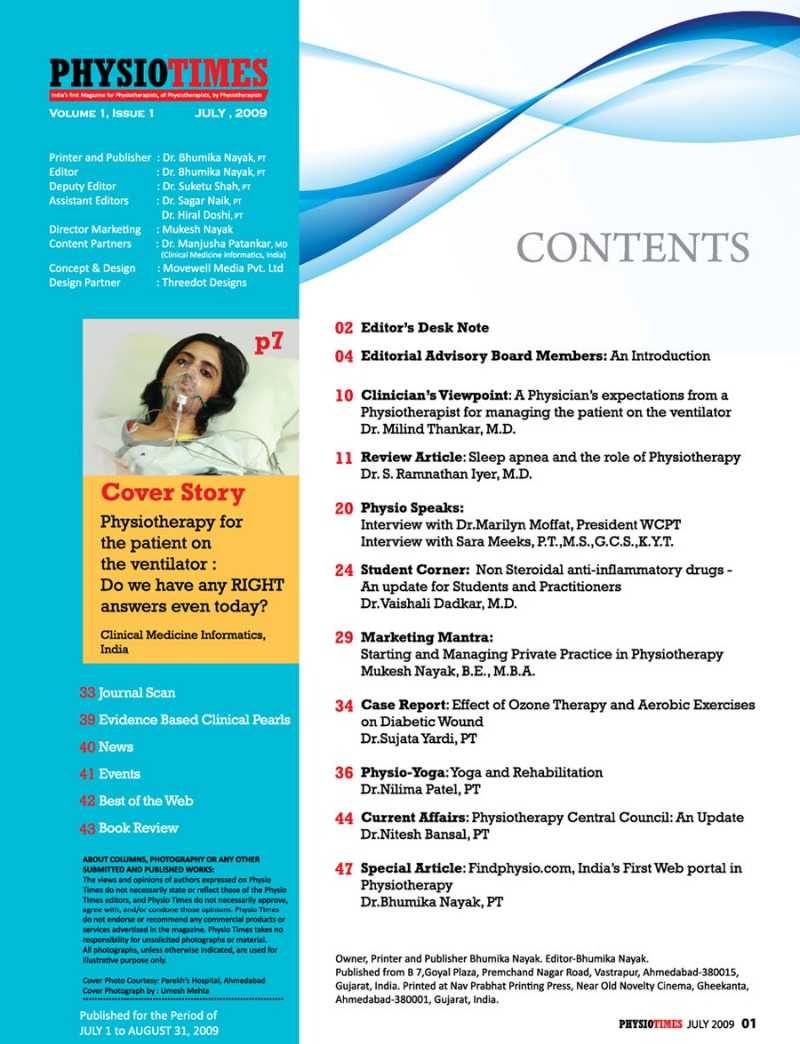 PHYSIOTIMES
India's first Magazine for Physiotherapists, of Physiotherapists, by Physiotherapists
VOLUME 1, ISSUE 1 JULY , 2009
Printer and Publisher : Dr. Bhumika Nayak, PT
Editor : Dr. Bhumika Nayak, PT
Deputy Editor : Dr. Suketu Shah, PT
Assistant Editors : Dr. Sagar Naik, PT
Dr. Hiral Doshi, PT
Director Marketing : Mukesh Nayak
Content Partners : Dr. Manjusha Patankar, MD
(Clinical Medicine Informatics, India)
Concept & Design : Movewell Media Pvt. Ltd
Design Partner : Threedot Designs
p7
Cover Story
Physiotherapy for
the patient on
the ventilator :
Do we have any RIGHT
answers even today?
Clinical Medicine Informatics,
India
33 Journal Scan
39 Evidence Based Clinical Pearls
40 News
41 Events
42 Best of the Web
43 Book Review
ABOUT COLUMNS, PHOTOGRAPHY OR ANY OTHER
SUBMITTED AND PUBLISHED WORKS:
The views and opinions of authors expressed on Physio
Times do not necessarily state or reflect those of the Physio
Times editors, and Physio Times do not necessarily approve,
agree with, and/or condone those opinions. Physio Times
do not endorse or recommend any commercial products or
services advertised in the magazine. Physio Times takes no
responsibility for unsolicited photographs or material.
All photographs, unless otherwise indicated, are used for
illustrative purpose only.
Cover Photo Courtesy: Parekh's Hospital, Ahmedabad
Cover Photograph by : Umesh Mehta
Published for the Period of
JULY 1 to AUGUST 31, 2009
CONTENTS
02 Editor's Desk Note
04 Editorial Advisory Board Members: An Introduction
10 Clinician's Viewpoint: A Physician's expectations from a
Physiotherapist for managing the patient on the ventilator
Dr. Milind Thankar, M.D.
11 Review Article: Sleep apnea and the role of Physiotherapy
Dr. S. Ramnathan Iyer, M.D.
20 Physio Speaks:
Interview with Dr.Marilyn Moffat, President WCPT
Interview with Sara Meeks, P.T.,M.S.,G.C.S.,K.Y.T.
24 Student Corner: Non Steroidal anti-inflammatory drugs -
An update for Students and Practitioners
Dr.Vaishali Dadkar, M.D.
29 Marketing Mantra:
Starting and Managing Private Practice in Physiotherapy
Mukesh Nayak, B.E., M.B.A.
34 Case Report: Effect of Ozone Therapy and Aerobic Exercises
on Diabetic Wound
Dr.Sujata Yardi, PT
36 Physio-Yoga: Yoga and Rehabilitation
Dr.Nilima Patel, PT
44 Current Affairs: Physiotherapy Central Council: An Update
Dr.Nitesh Bansal, PT
47 Special Article: Findphysio.com, India's First Web portal in
Physiotherapy
Dr.Bhumika Nayak, PT
Owner, Printer and Publisher Bhumika Nayak. Editor-Bhumika Nayak.
Published from B 7,Goyal Plaza, Premchand Nagar Road, Vastrapur, Ahmedabad-380015,
Gujarat, India. Printed at Nav Prabhat Printing Press, Near Old Novelty Cinema, Gheekanta,
Ahmedabad-380001, Gujarat, India.
PHYSIOTIMES JULY 2009 01